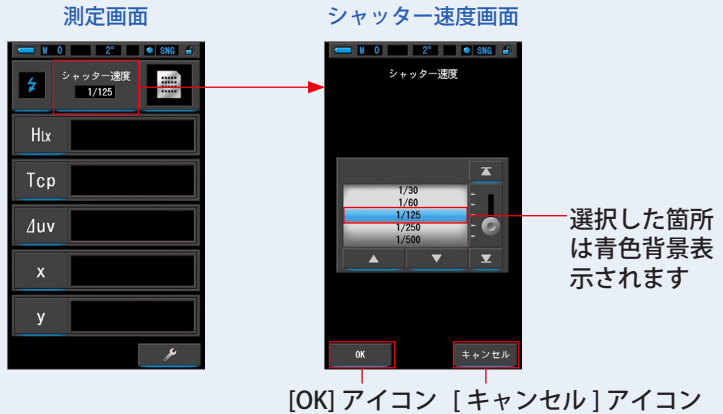 測定画面
M 0 2° SNG
シャッター速度
1/125
Hlx
Tcp
⊿uv
x
y
シャッター速度画面
M 0 2° SNG
シャッター速度
1/30
1/60
1/125
1/250
1/500
OK
キャンセル
選択した箇所
は青色背景表
示されます
[OK] アイコン [ キャンセル ] アイコン